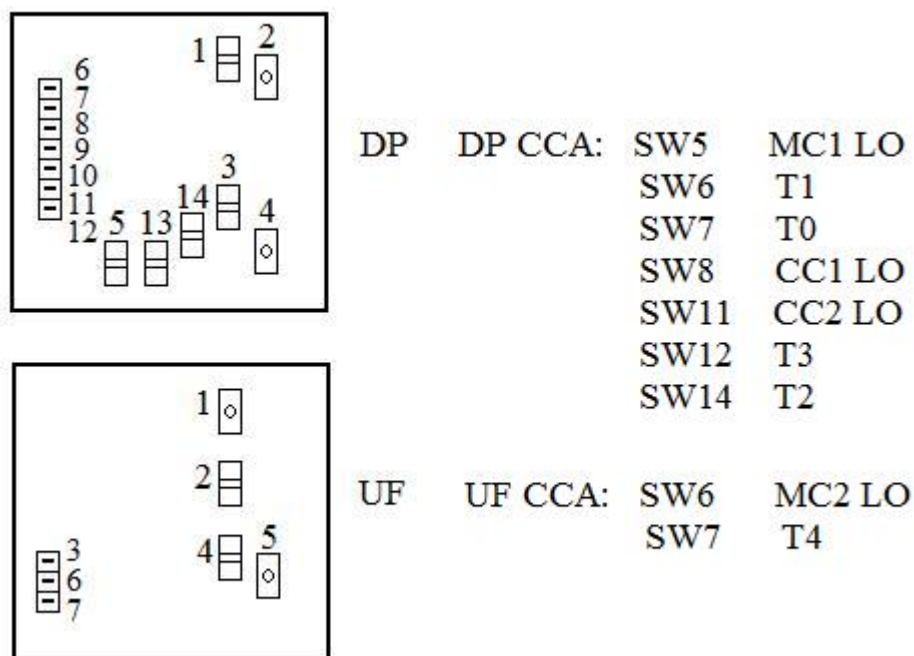 1 2
6
7
8
9
10
11
12
3
14 4
5 13
DP DP CCA: SW5 MC1 LO
SW6 T1
SW7 T0
SW8 CC1 LO
SW11 CC2 LO
SW12 T3
SW14 T2
1
2
4 5
3
6
7
UF UF CCA: SW6 MC2 LO
SW7 T4